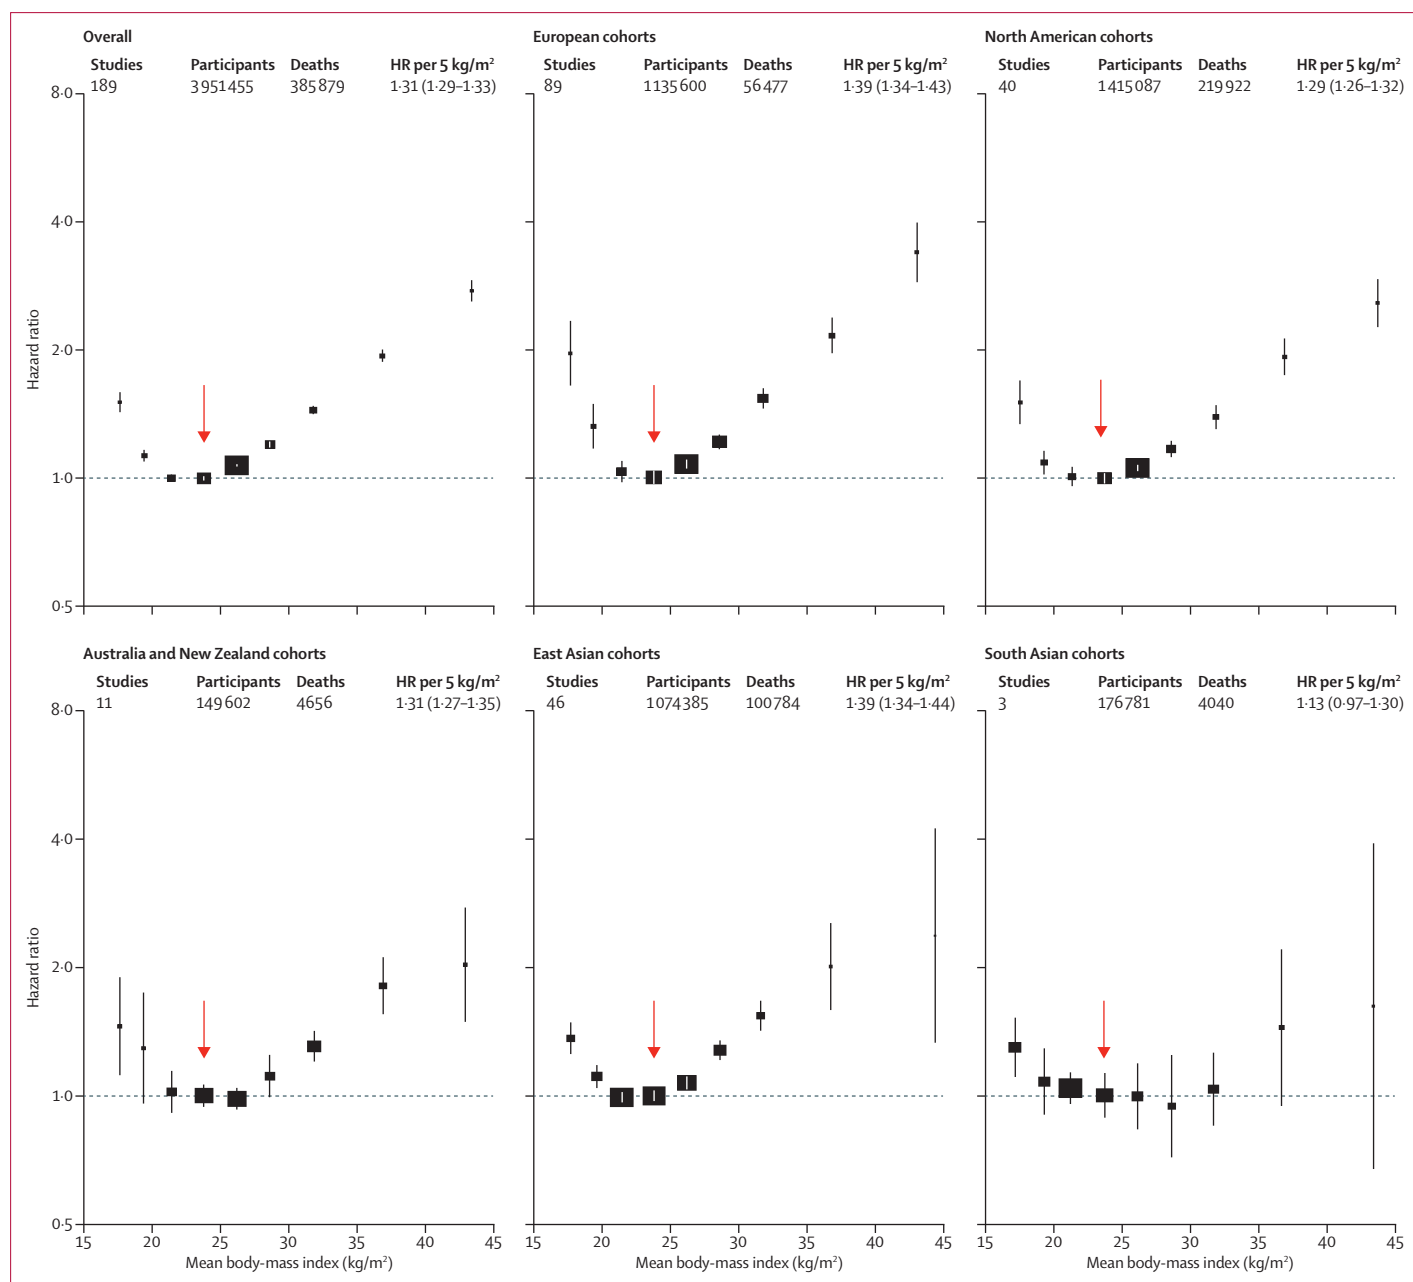 Overall
Studies Participants Deaths HR per 5 kg/m²
189 3951455 385879 1·31 (1·29–1·33)
European cohorts
Studies Participants Deaths HR per 5 kg/m²
89 1135600 56477 1·39 (1·34–1·43)
North American cohorts
Studies Participants Deaths HR per 5 kg/m²
40 1415087 219922 1·29 (1·26–1·32)
8·0
4·0
2·0
1·0
0·5
Hazard ratio
Australia and New Zealand cohorts
Studies Participants Deaths HR per 5 kg/m²
11 149602 4656 1·31 (1·27–1·35)
East Asian cohorts
Studies Participants Deaths HR per 5 kg/m²
46 1074385 100784 1·39 (1·34–1·44)
South Asian cohorts
Studies Participants Deaths HR per 5 kg/m²
3 176781 4040 1·13 (0·97–1·30)
8·0
4·0
2·0
1·0
0·5
Hazard ratio
15 20 25 30 35 40 45
Mean body-mass index (kg/m²)
15 20 25 30 35 40 45
Mean body-mass index (kg/m²)
15 20 25 30 35 40 45
Mean body-mass index (kg/m²)